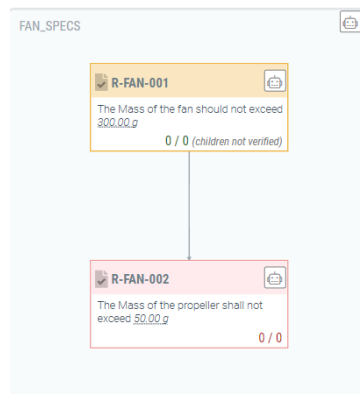 FAN_SPECS
R-FAN-001
The Mass of the fan should not exceed
300.00 g
0 / 0 (children not verified)
R-FAN-002
The Mass of the propeller shall not
exceed 50.00 g
0 / 0